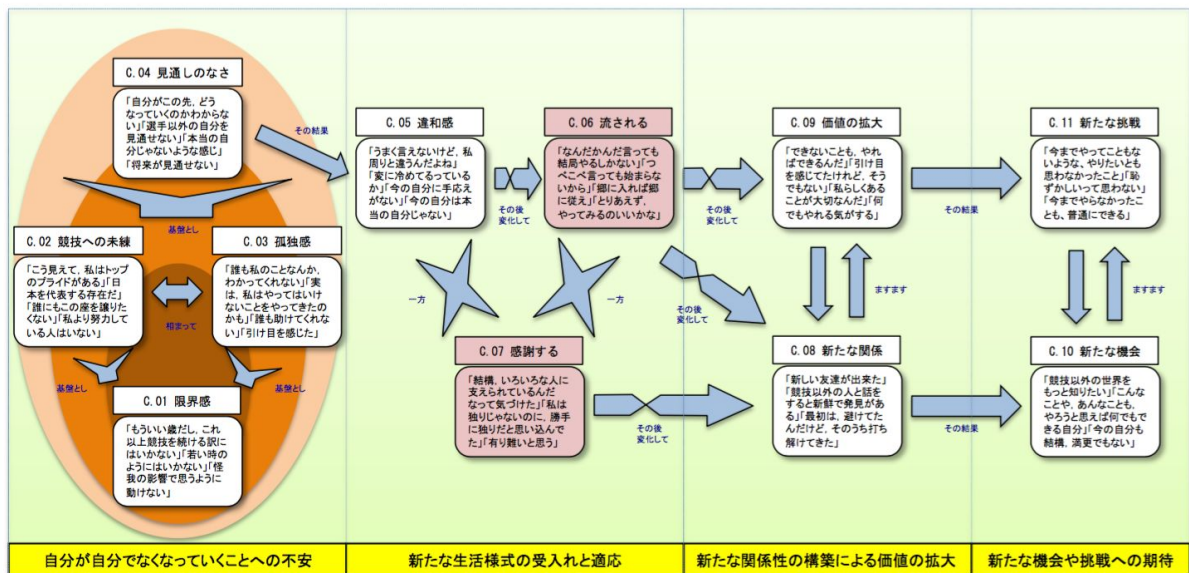 C.04 見通しのなさ
「自分がこの先，どう
なっていくのかわからな
い」「選手以外の自分を
見通せない」「本当の自
分じゃないような感じ」
「将来が見通せない」
その結果
基盤とし
C.02 競技への未練
「こう見えて，私はトップ
のプライドがある」「日
本を代表する存在だ」
「誰にもこの座を譲りた
くない」「私より努力して
いる人はいない」
相まって
C.03 孤独感
「誰も私のことなんか，
わかってくれない」「実
は，私はやってはいけ
ないことをやってきたの
かも」「誰も助けてくれな
い」「引け目を感じた」
基盤とし
基盤とし
C.01 限界感
「もういい歳だし，これ
以上競技を続ける訳に
はいかない」「若い時の
ようにはいかない」「怪
我の影響で思うように
動けない」
自分が自分でなくなっていくことへの不安
C.05 違和感
「うまく言えないけど，私
周りと違うんだよね」
「変に冷めてるっている
か」「今の自分に手応え
がない」「今の自分は本
当の自分じゃない」
その後
変化して
C.06 流される
「なんだかんだ言っても
結局やるしかない」「つ
べこべ言っても始まらな
いから」「郷に入れば郷
に従え」「とりあえず，
やってみるのいいかな」
一方
一方
C.07 感謝する
「結構，いろいろな人に
支えられているんだ
なって気づけた」「私は
独りじゃないのに，勝手
に独りだと思い込んで
た」「有り難いと思う」
新たな生活様式の受入れと適応
その後
変化して
その後
変化して
その後
変化して
C.09 価値の拡大
「できないことも，やれ
ばできるんだ」「引け目
を感じてたけれど，そう
でもない」「私らしくある
ことが大切なんだ」「何
でもやれる気がする」
ますます
C.08 新たな関係
「新しい友達が出来た」
「競技以外の人と話を
すると新鮮で発見があ
る」「最初は，避けてた
んだけど，そのうち打ち
解けてきた」
新たな関係性の構築による価値の拡大
その結果
その結果
C.11 新たな挑戦
「今までやってこともな
いような，やりたいとも
思わなかったこと」「恥
ずかしいって思わない」
「今までやらなかったこ
とも，普通にできる」
ますます
C.10 新たな機会
「競技以外の世界を
もっと知りたい」「こんな
ことや，あんなことも，
やろうと思えば何でもで
きる自分」「今の自分も
結構，満更でもない」
新たな機会や挑戦への期待